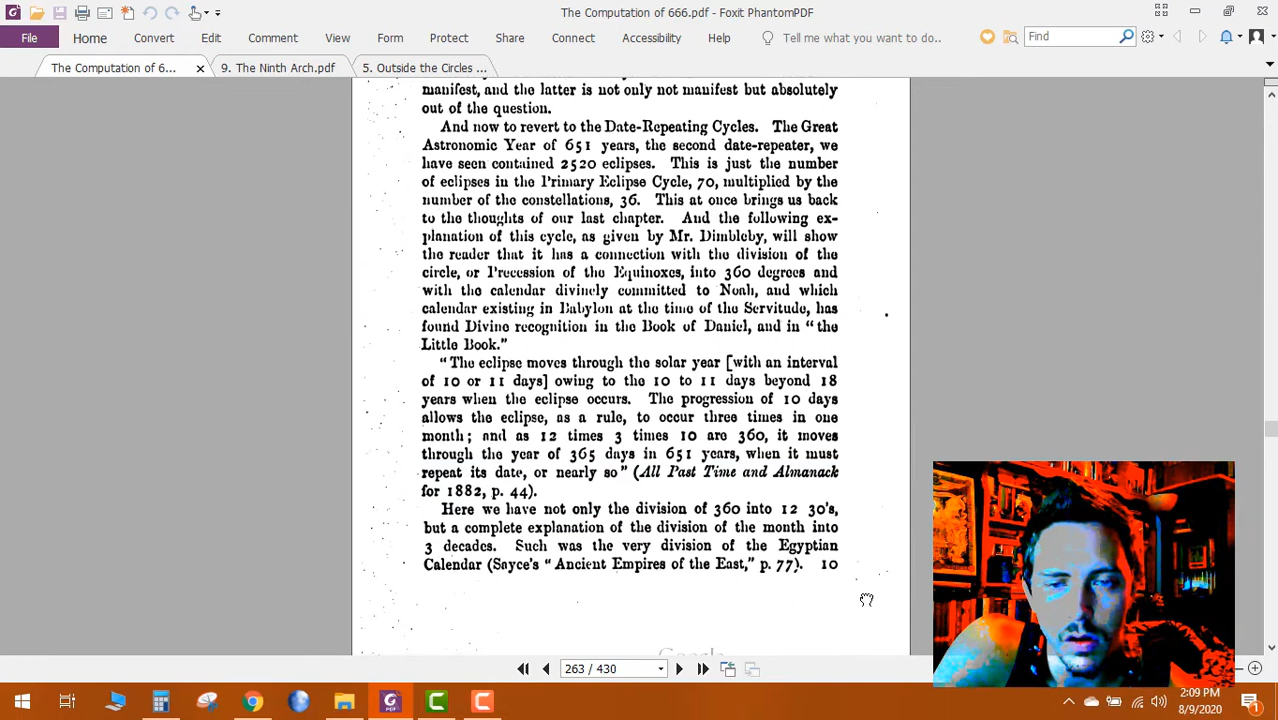 The Computation of 666.pdf - Foxit PhantomPDF
File Home Convert Edit Comment View Form Protect Share Connect Accessibility Help Tell me what you want to do.. Find
The Computation of 6... 9. The Ninth Arch.pdf 5. Outside the Circles ...
manifest, and the latter is not only not manifest but absolutely
out of the question.
And now to revert to the Date-Repeating Cycles. The Great
Astronomic Year of 651 years, the second date-repeater, we
have seen contained 2520 eclipses. This is just the number
of eclipses in the Primary Eclipse Cycle, 70, multiplied by the
number of the constellations, 36. This at once brings us back
to the thoughts of our last chapter. And the following ex-
planation of this cycle, as given by Mr. Dimbleby, will show
the reader that it has a connection with the division of the
circle, or Precession of the Equinoxes, into 360 degrees and
with the calendar divinely committed to Noah, and which
calendar existing in Babylon at the time of the Servitude, has
found Divine recognition in the Book of Daniel, and in "the
Little Book."
"The eclipse moves through the solar year [with an interval
of 10 or 11 days] owing to the 10 to 11 days beyond 18
years when the eclipse occurs. The progression of 10 days
allows the eclipse, as a rule, to occur three times in one
month; and as 12 times 3 times 10 are 360, it moves
through the year of 365 days in 651 years, when it must
repeat its date, or nearly so" (All Past Time and Almanack
for 1882, p. 44).
Here we have not only the division of 360 into 12 30's,
but a complete explanation of the division of the month into
3 decades. Such was the very division of the Egyptian
Calendar (Sayce's "Ancient Empires of the East," p. 77). 10
Google
263 / 430
2:09 PM
8/9/2020
1